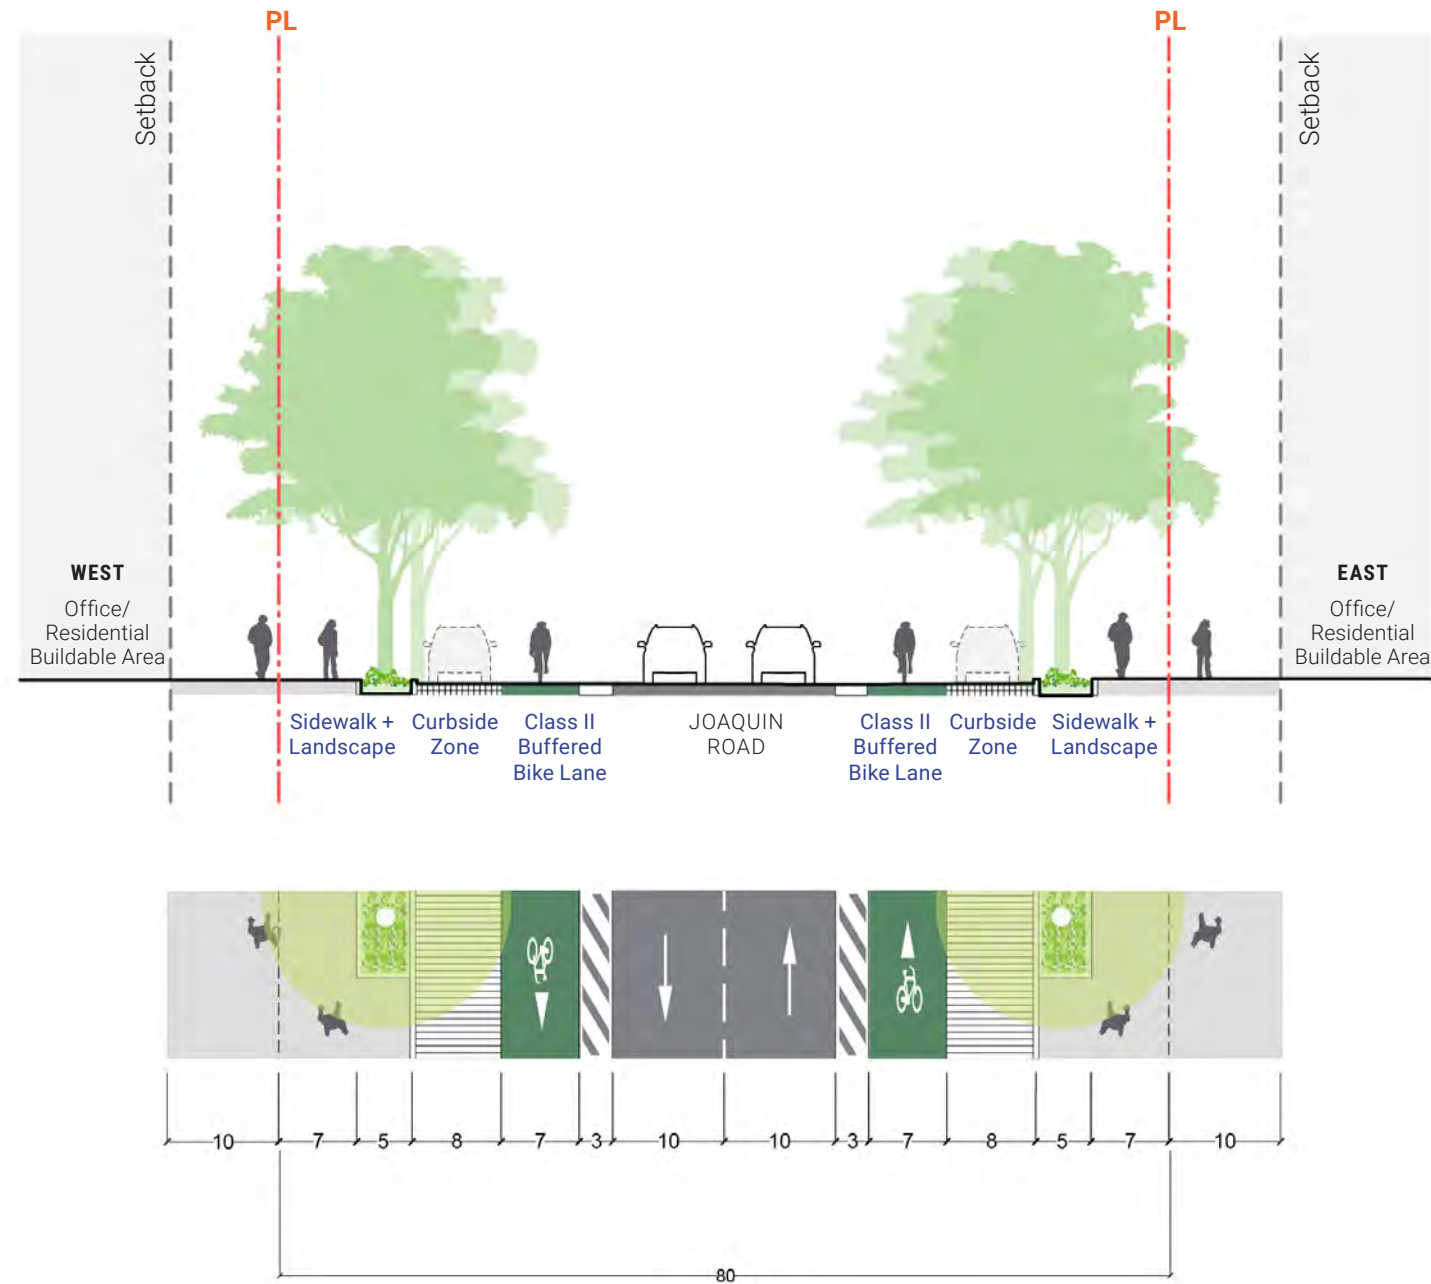 PL
PL
Setback
Setback
WEST
Office/
Residential
Buildable Area
EAST
Office/
Residential
Buildable Area
Sidewalk +
Landscape
Curbside
Zone
Class II
Buffered
Bike Lane
JOAQUIN
ROAD
Class II
Buffered
Bike Lane
Curbside
Zone
Sidewalk +
Landscape
10 7 5 8 7 3 10 10 3 7 8 5 7 10
80